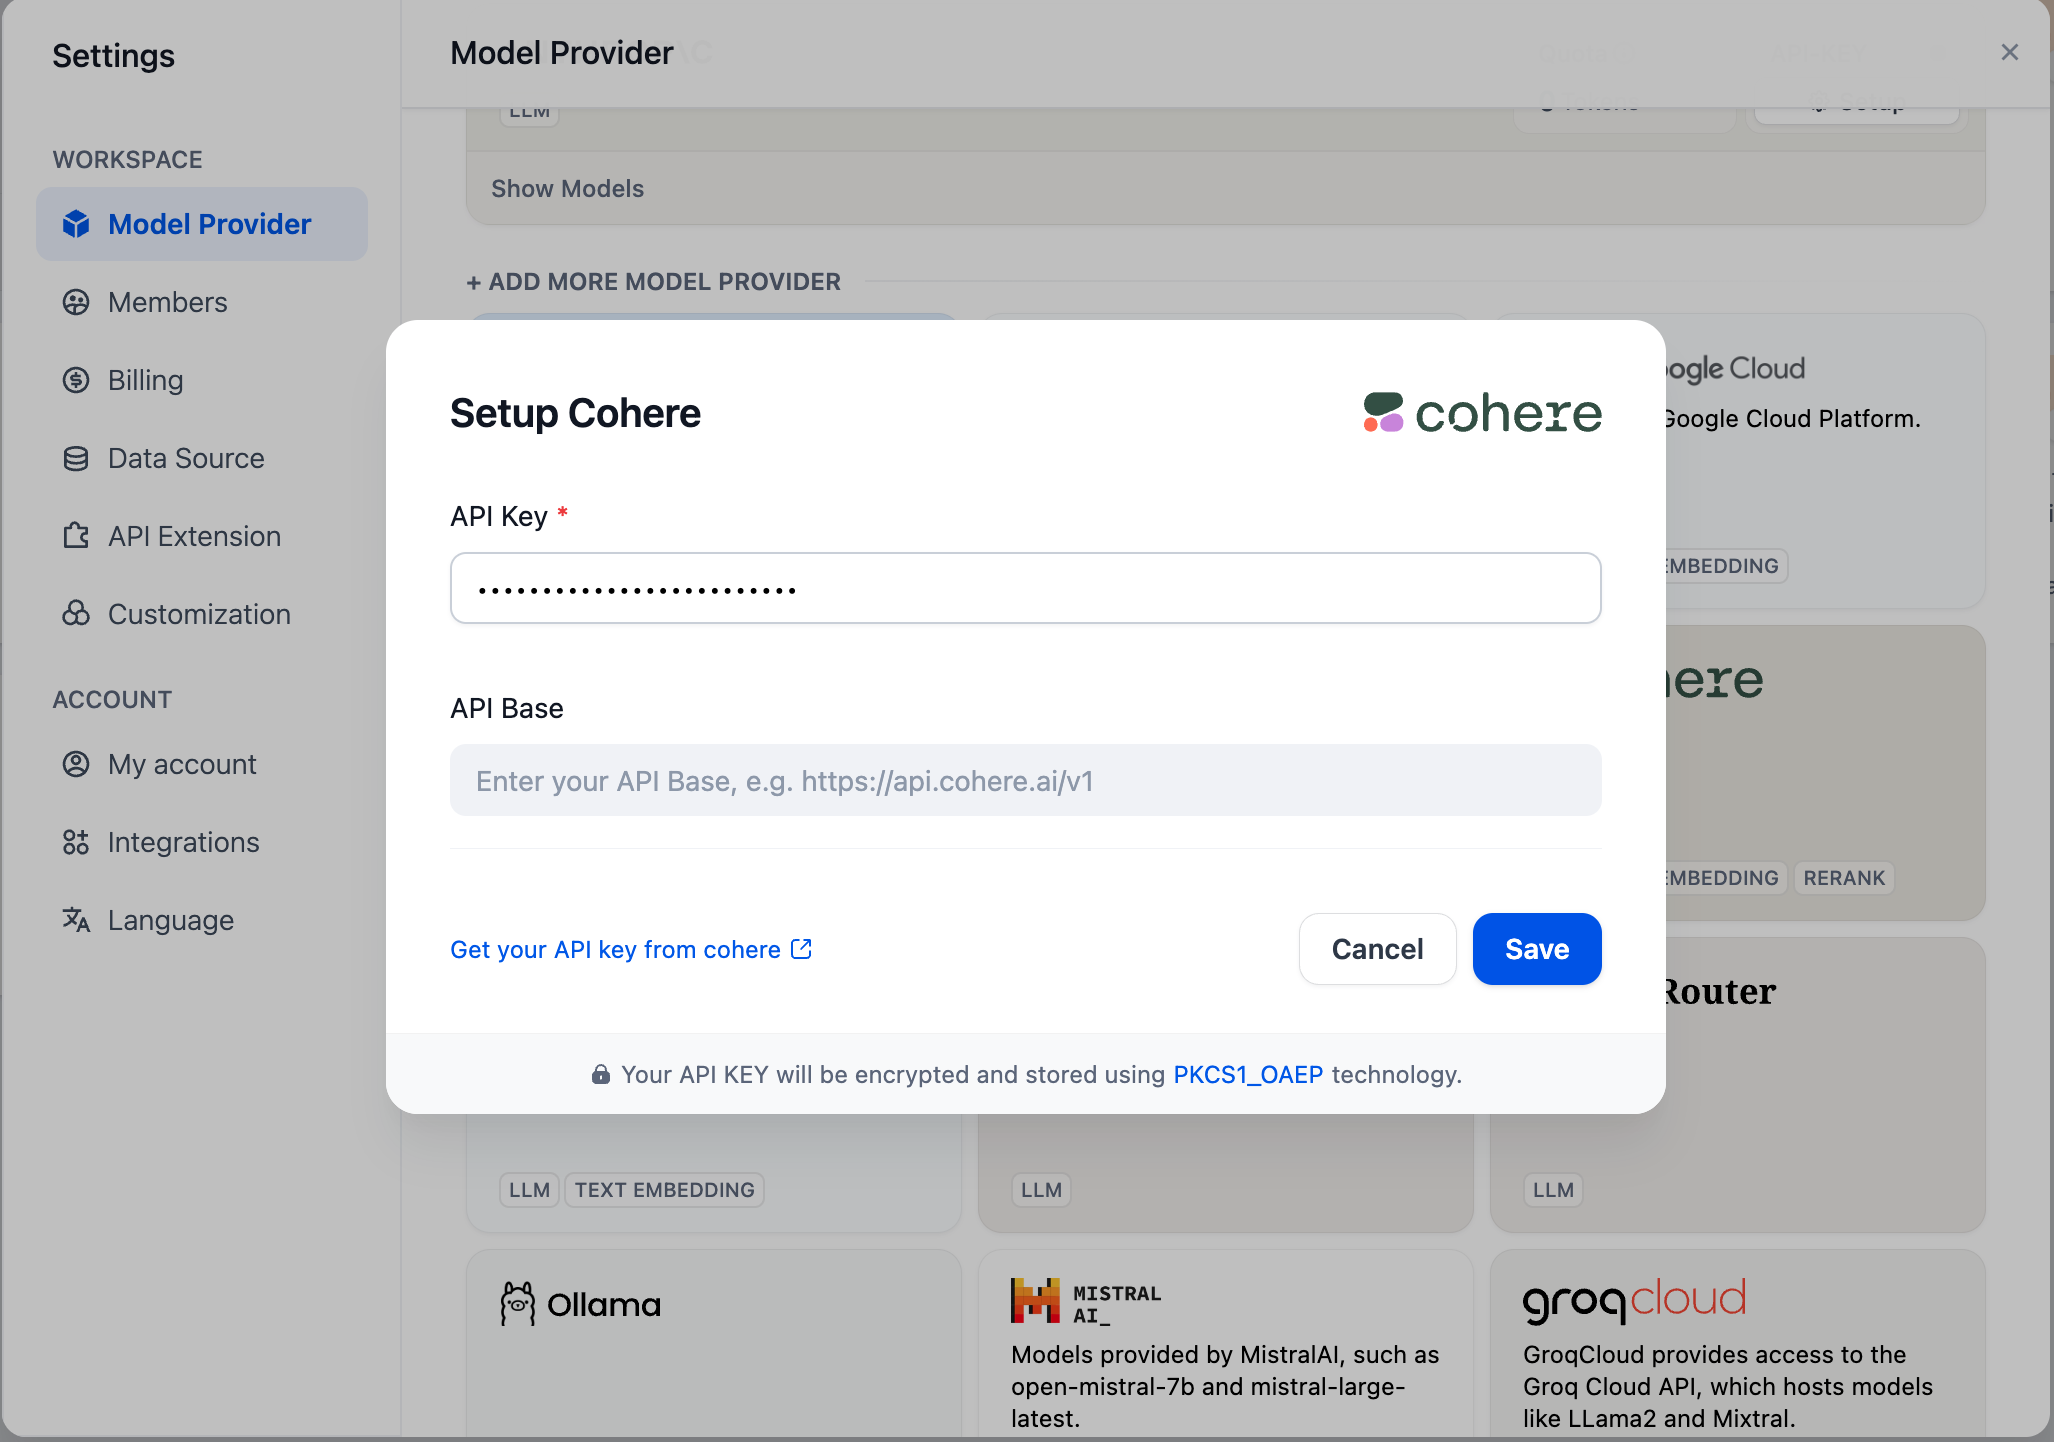 Settings
WORKSPACE
Model Provider
Members
Billing
Data Source
API Extension
Customization
ACCOUNT
My account
Integrations
Language
Model Provider
LLM
Tokens
Setup
Show Models
+ ADD MORE MODEL PROVIDER
ogle Cloud
Google Cloud Platform.
EMBEDDING
Setup Cohere
cohere
API Key *
•••••••••••••••••••••••••
API Base
Enter your API Base, e.g. https://api.cohere.ai/v1
Get your API key from cohere
Cancel
Save
Your API KEY will be encrypted and stored using PKCS1_OAEP technology.
ere
EMBEDDING
RERANK
Router
LLM
TEXT EMBEDDING
LLM
LLM
Ollama
MISTRAL
AI_
Models provided by MistralAI, such as
open-mistral-7b and mistral-large-
latest.
groqcloud
GroqCloud provides access to the
Groq Cloud API, which hosts models
like LLama2 and Mixtral.